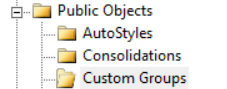 Public Objects
AutoStyles
Consolidations
Custom Groups